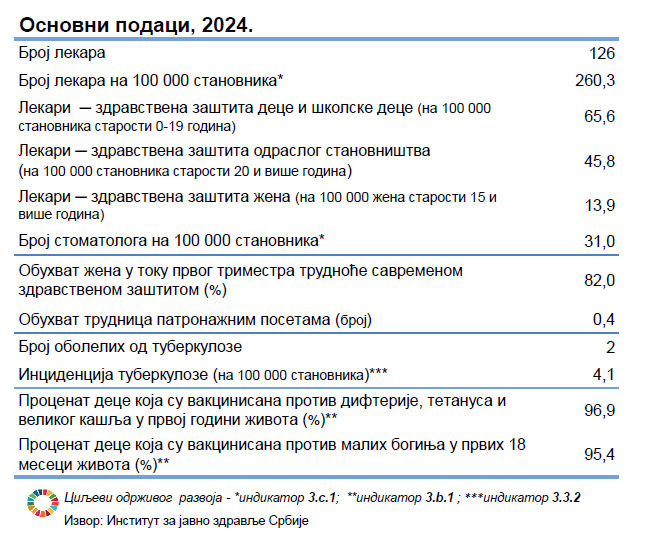 Основни подаци, 2024.
Број лекара 126
Број лекара на 100 000 становника* 260,3
Лекари — здравствена заштита деце и школске деце (на 100 000
становника старости 0-19 година) 65,6
Лекари — здравствена заштита одраслог становништва
(на 100 000 становника старости 20 и више година) 45,8
Лекари — здравствена заштита жена (на 100 000 жена старости 15 и
више година) 13,9
Број стоматолога на 100 000 становника* 31,0
Обухват жена у току првог триместра трудноће савременом
здравственом заштитом (%) 82,0
Обухват трудница патронажним посетама (број) 0,4
Број оболелих од туберкулозе 2
Инциденција туберкулозе (на 100 000 становника)*** 4,1
Проценат деце која су вакцинисана против дифтерије, тетануса и
великог кашља у првој години живота (%)** 96,9
Проценат деце која су вакцинисана против малих богиња у првих 18
месеци живота (%)** 95,4
Циљеви одрживог развоја - *индикатор 3.c.1; **индикатор 3.b.1 ; ***индикатор 3.3.2
Извор: Институт за јавно здравље Србије